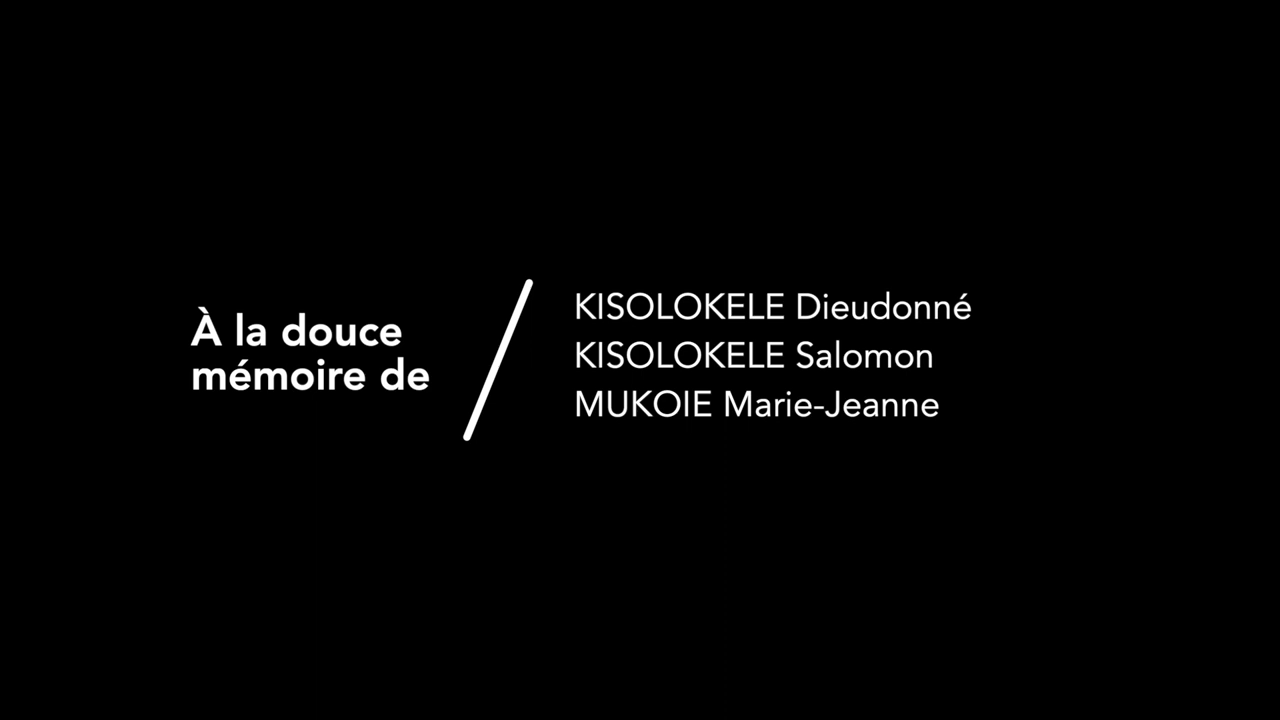 À la douce
mémoire de
KISOLOKELE Dieudonné
KISOLOKELE Salomon
MUKOIE Marie-Jeanne